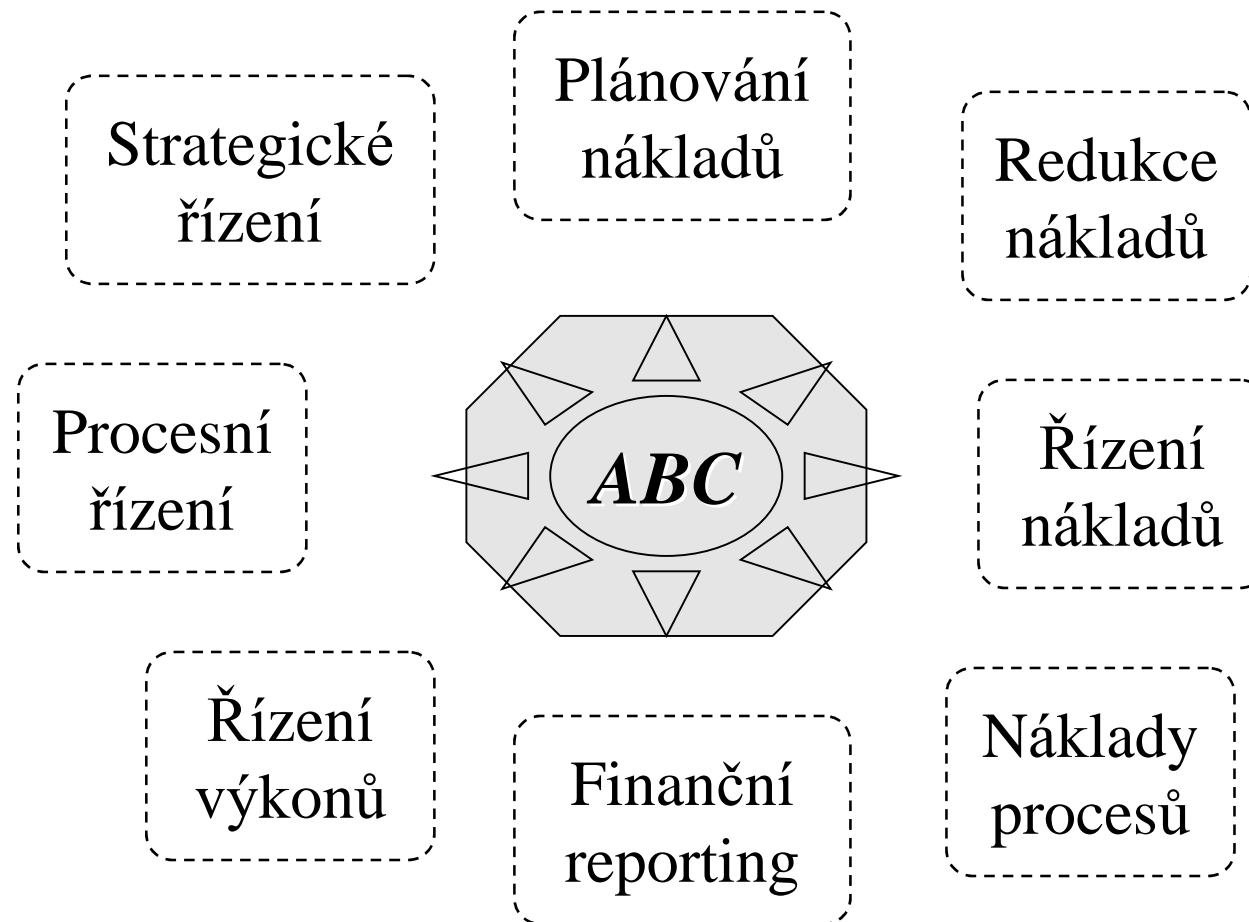 Plánování
nákladů
Strategické
řízení
Redukce
nákladů
Procesní
řízení
ABC
Řízení
nákladů
Řízení
výkonů
Finanční
reporting
Náklady
procesů